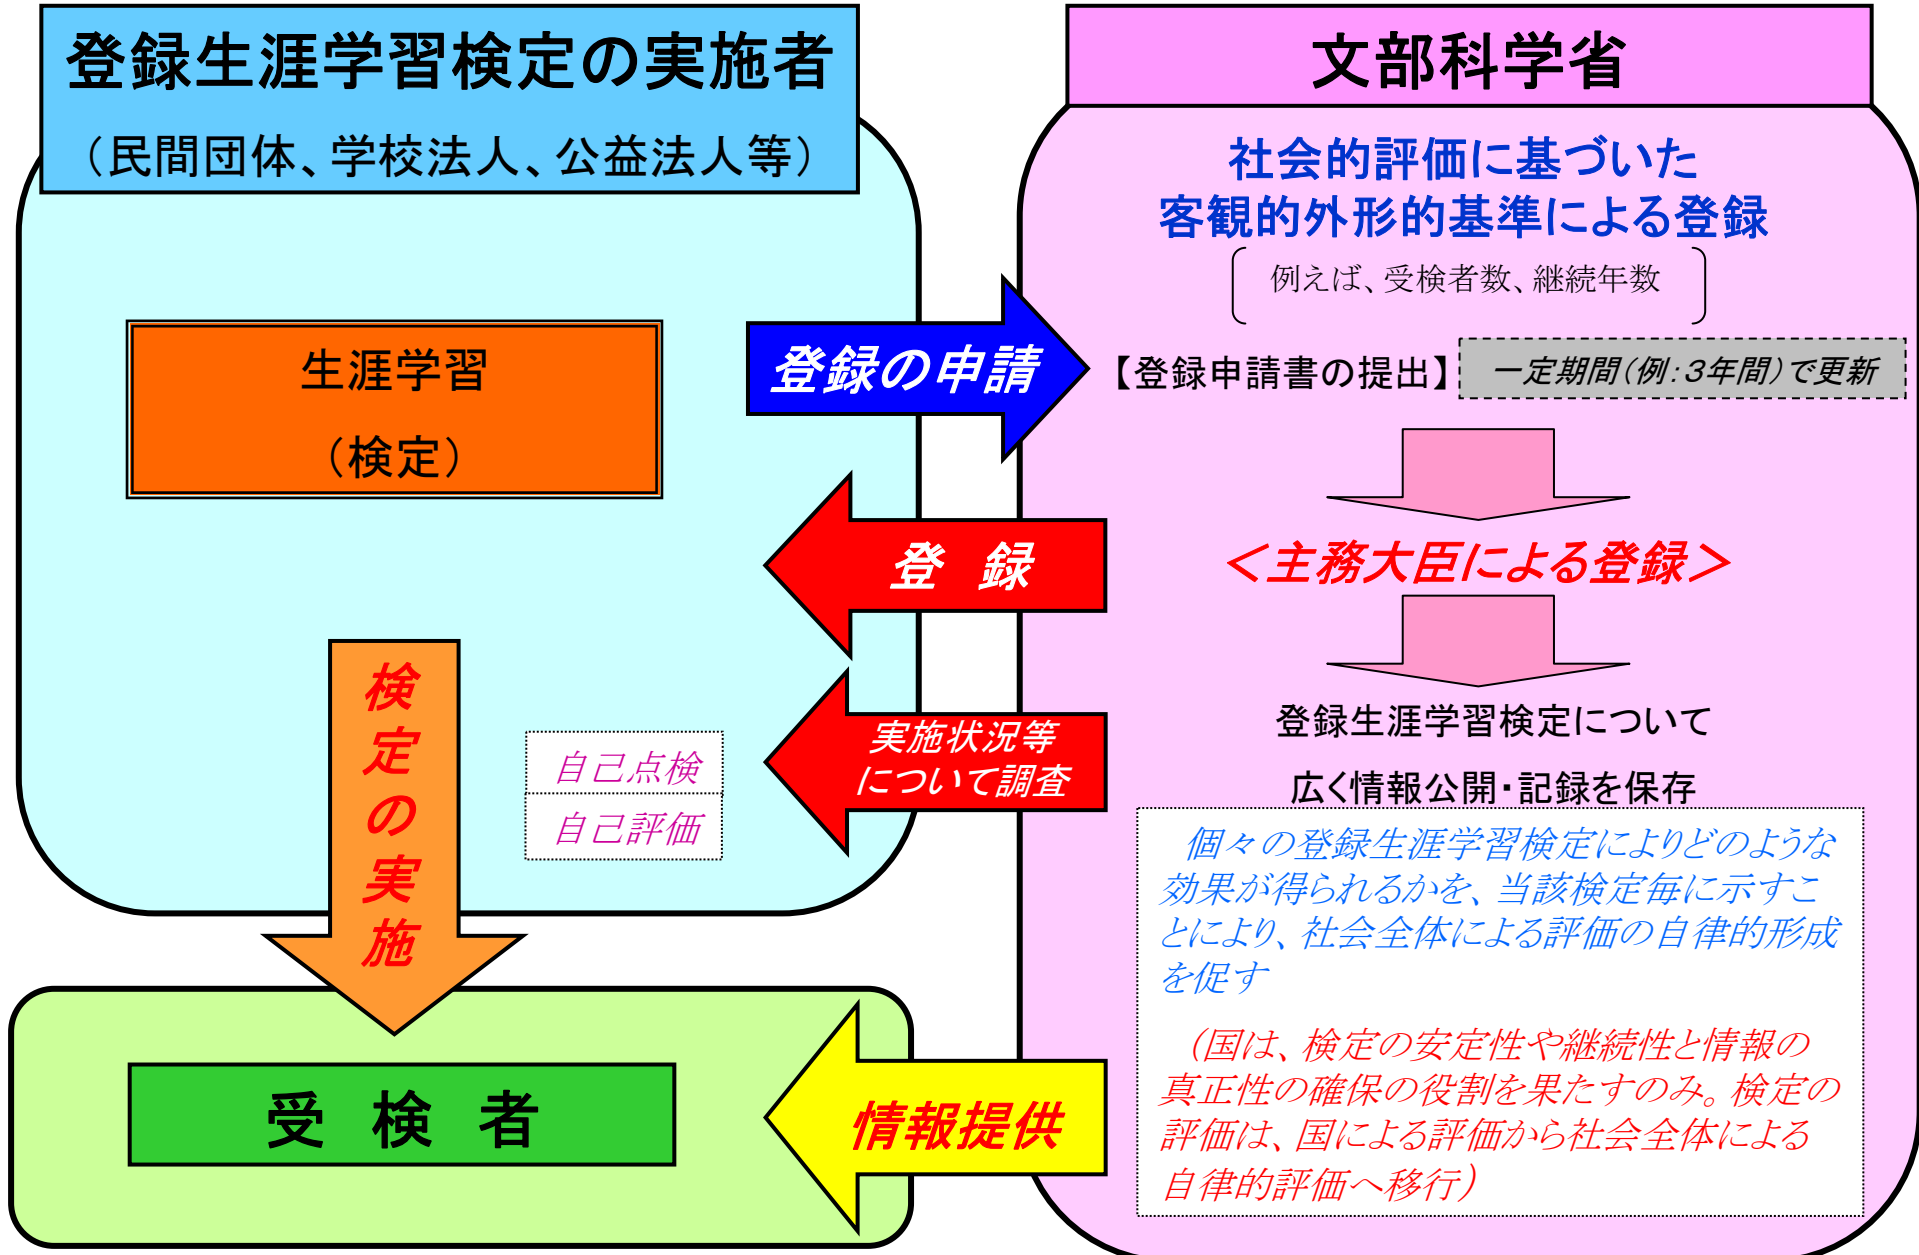 登録生涯学習検定の実施者
（民間団体、学校法人、公益法人等）
生涯学習
（検定）
検定の実施
自己点検
自己評価
受　検　者
登録の申請
登　録
実施状況等
について調査
情報提供
文部科学省
社会的評価に基づいた
客観的外形的基準による登録
例えば、受検者数、継続年数
【登録申請書の提出】
一定期間（例：３年間）で更新
＜主務大臣による登録＞
登録生涯学習検定について
広く情報公開・記録を保存
個々の登録生涯学習検定によりどのような
効果が得られるかを、当該検定毎に示すこ
とにより、社会全体による評価の自律的形成
を促す
（国は、検定の安定性や継続性と情報の
真正性の確保の役割を果たすのみ。検定の
評価は、国による評価から社会全体による
自律的評価へ移行）